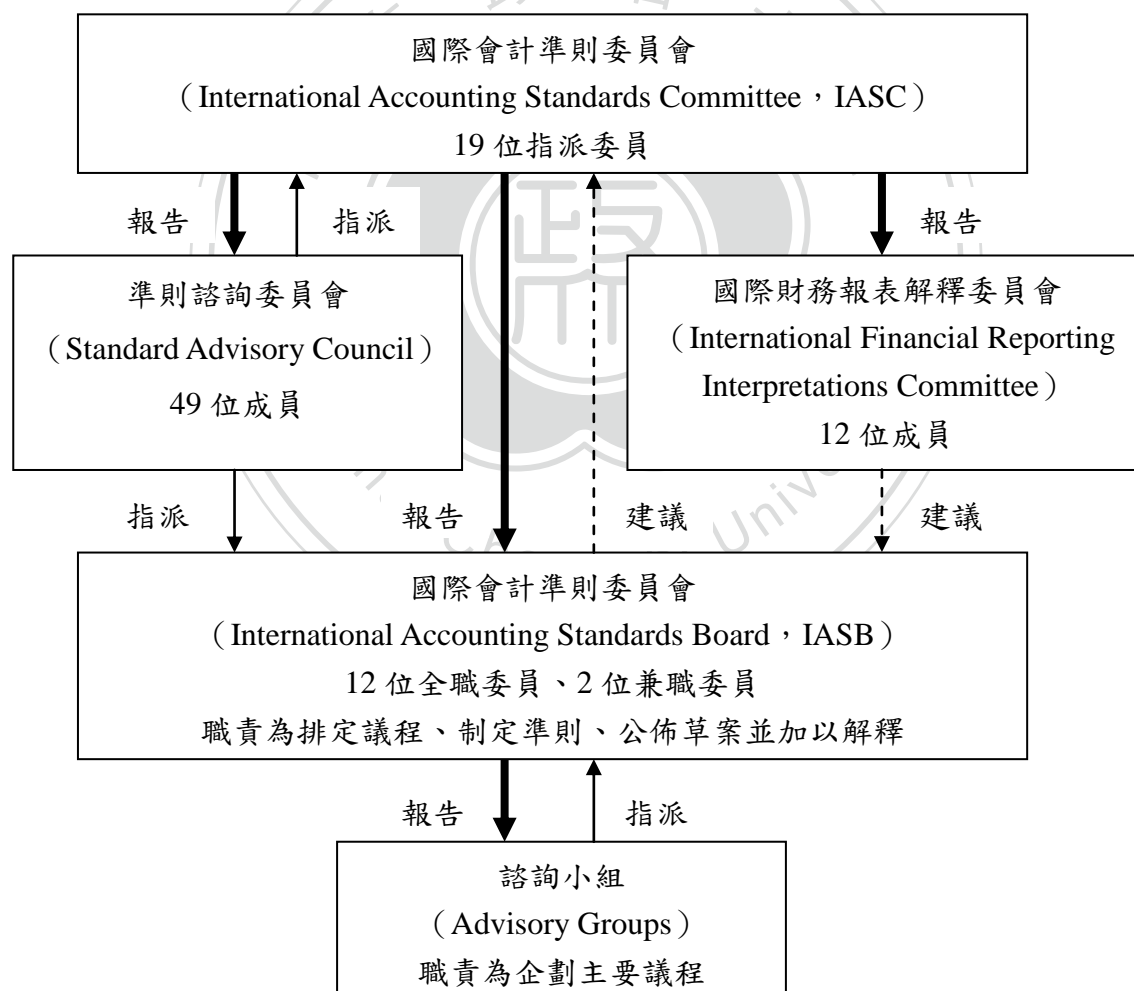 國際會計準則委員會
（International Accounting Standards Committee，IASC）
19 位指派委員
報告
指派
報告
準則諮詢委員會
（Standard Advisory Council）
49 位成員
國際財務報表解釋委員會
（International Financial Reporting
Interpretations Committee）
12 位成員
指派
報告
建議
建議
國際會計準則委員會
（International Accounting Standards Board，IASB）
12 位全職委員、2 位兼職委員
職責為排定議程、制定準則、公佈草案並加以解釋
報告
指派
諮詢小組
（Advisory Groups）
職責為企劃主要議程